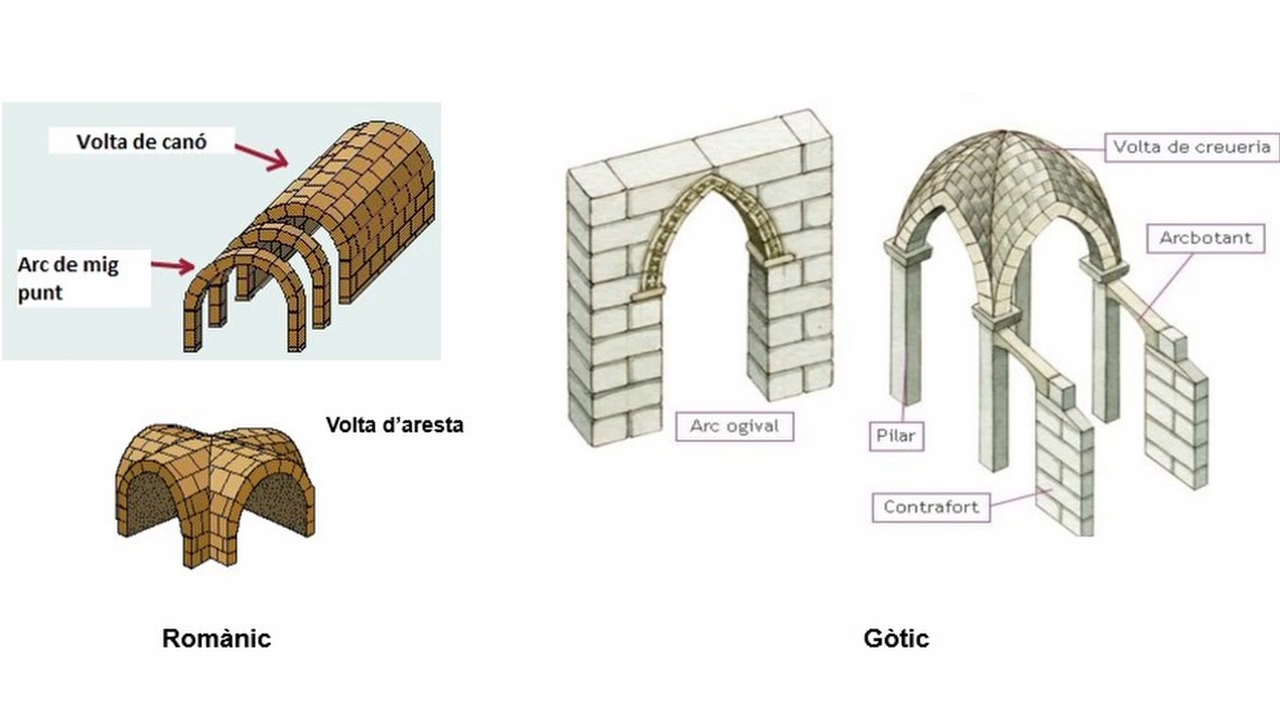 Volta de canó
Arc de mig
punt
Volta d’aresta
Romànic
Volta de creueria
Arcbotant
Arc ogival
Pilar
Contrafort
Gòtic